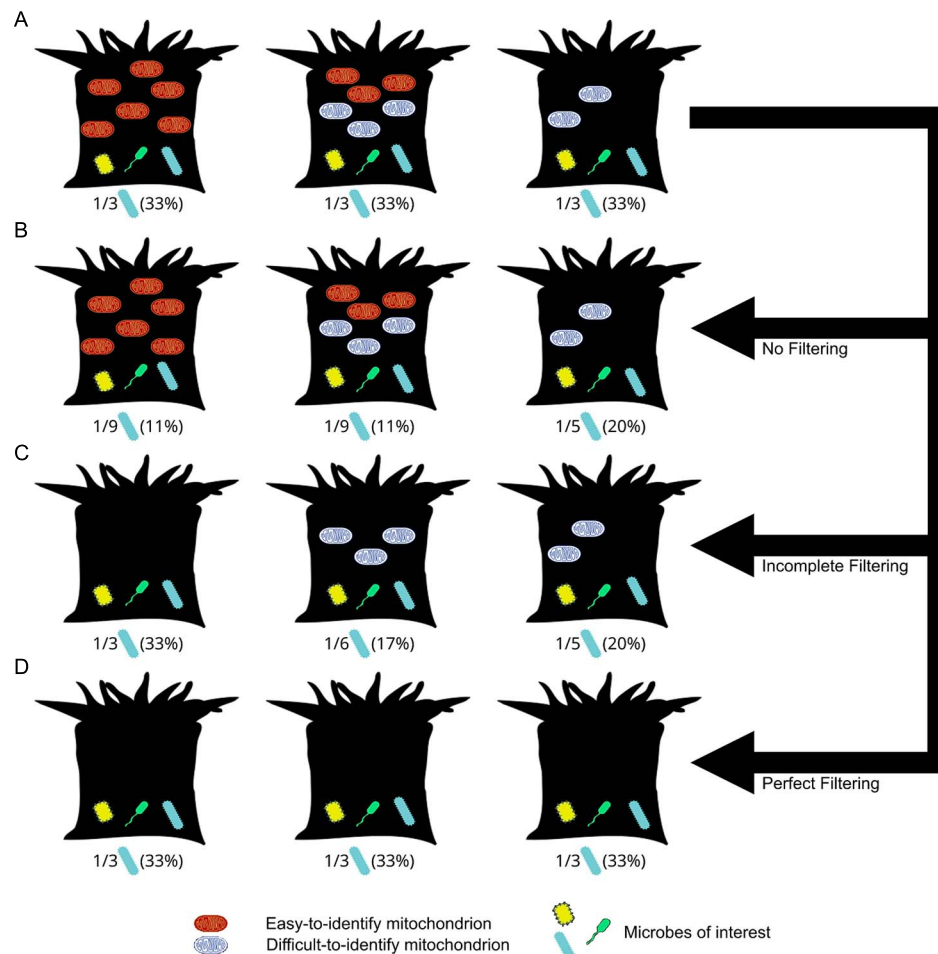 A
1/3 (33%) 1/3 (33%) 1/3 (33%)
B
No Filtering
1/9 (11%) 1/9 (11%) 1/5 (20%)
C
Incomplete Filtering
1/3 (33%) 1/6 (17%) 1/5 (20%)
D
Perfect Filtering
1/3 (33%) 1/3 (33%) 1/3 (33%)
Easy-to-identify mitochondrion
Difficult-to-identify mitochondrion
Microbes of interest